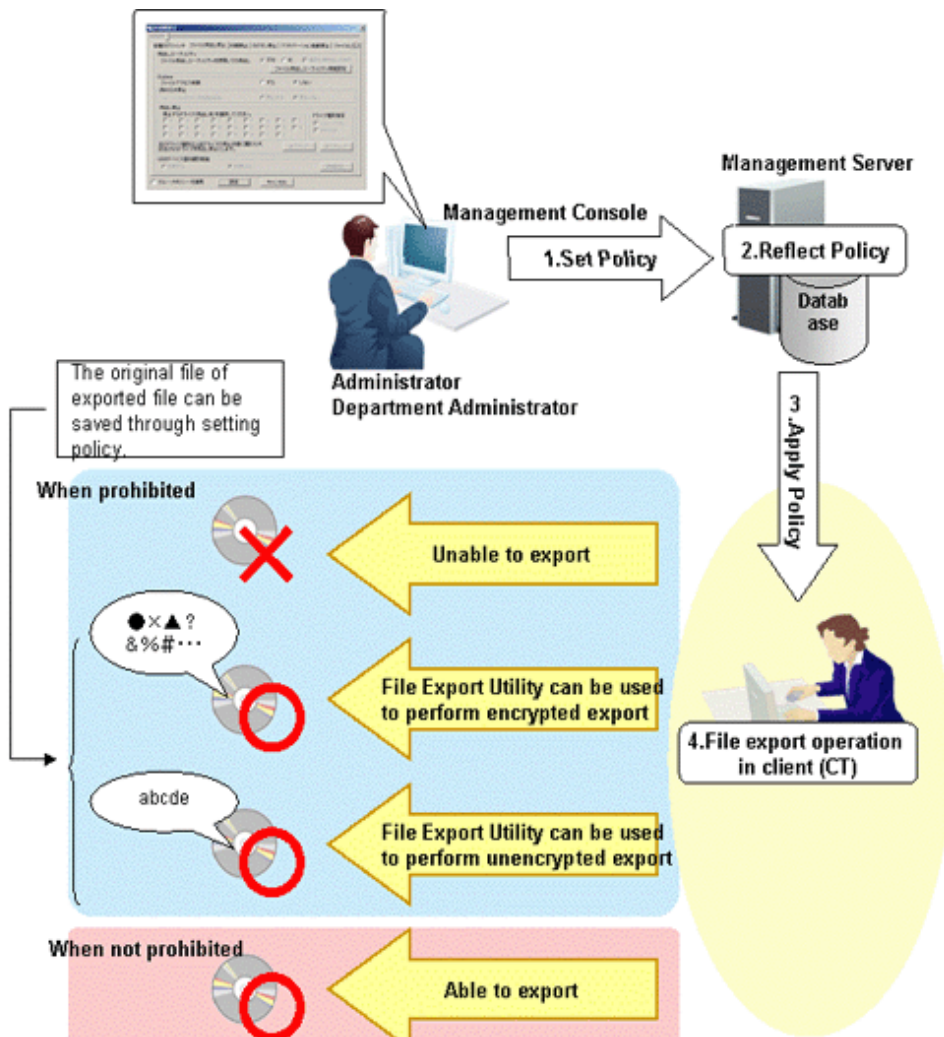 Management Server
Management Console
1.Set Policy
2.Reflect Policy
Datab
ase
Administrator
Department Administrator
The original file of
exported file can be
saved through setting
policy.
3.Apply Policy
When prohibited
Unable to export
●×▲?
&%#···
File Export Utility can be used
to perform encrypted export
4.File export operation
in client (CT)
abcde
File Export Utility can be used
to perform unencrypted export
When not prohibited
Able to export